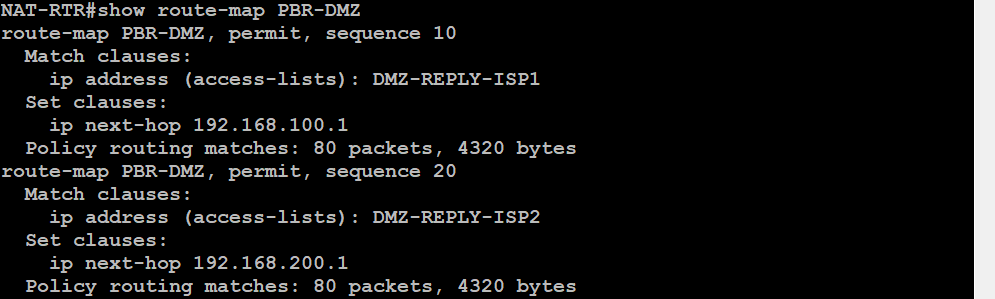 NAT-RTR#show route-map PBR-DMZ
route-map PBR-DMZ, permit, sequence 10
  Match clauses:
    ip address (access-lists): DMZ-REPLY-ISP1
  Set clauses:
    ip next-hop 192.168.100.1
  Policy routing matches: 80 packets, 4320 bytes
route-map PBR-DMZ, permit, sequence 20
  Match clauses:
    ip address (access-lists): DMZ-REPLY-ISP2
  Set clauses:
    ip next-hop 192.168.200.1
  Policy routing matches: 80 packets, 4320 bytes